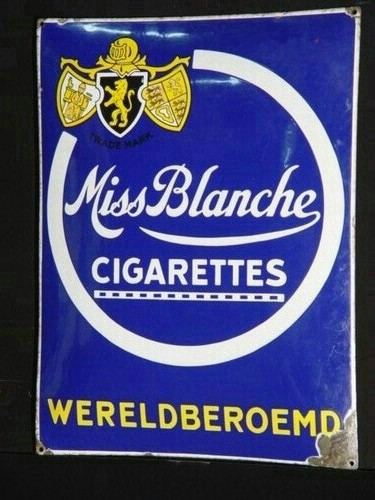 TRADE MARK
Miss Blanche
CIGARETTES
WERELDBEROEMD